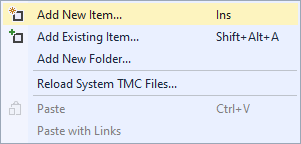 Add New Item... Ins
Add Existing Item... Shift+Alt+A
Add New Folder...
Reload System TMC Files...
Paste Ctrl+V
Paste with Links